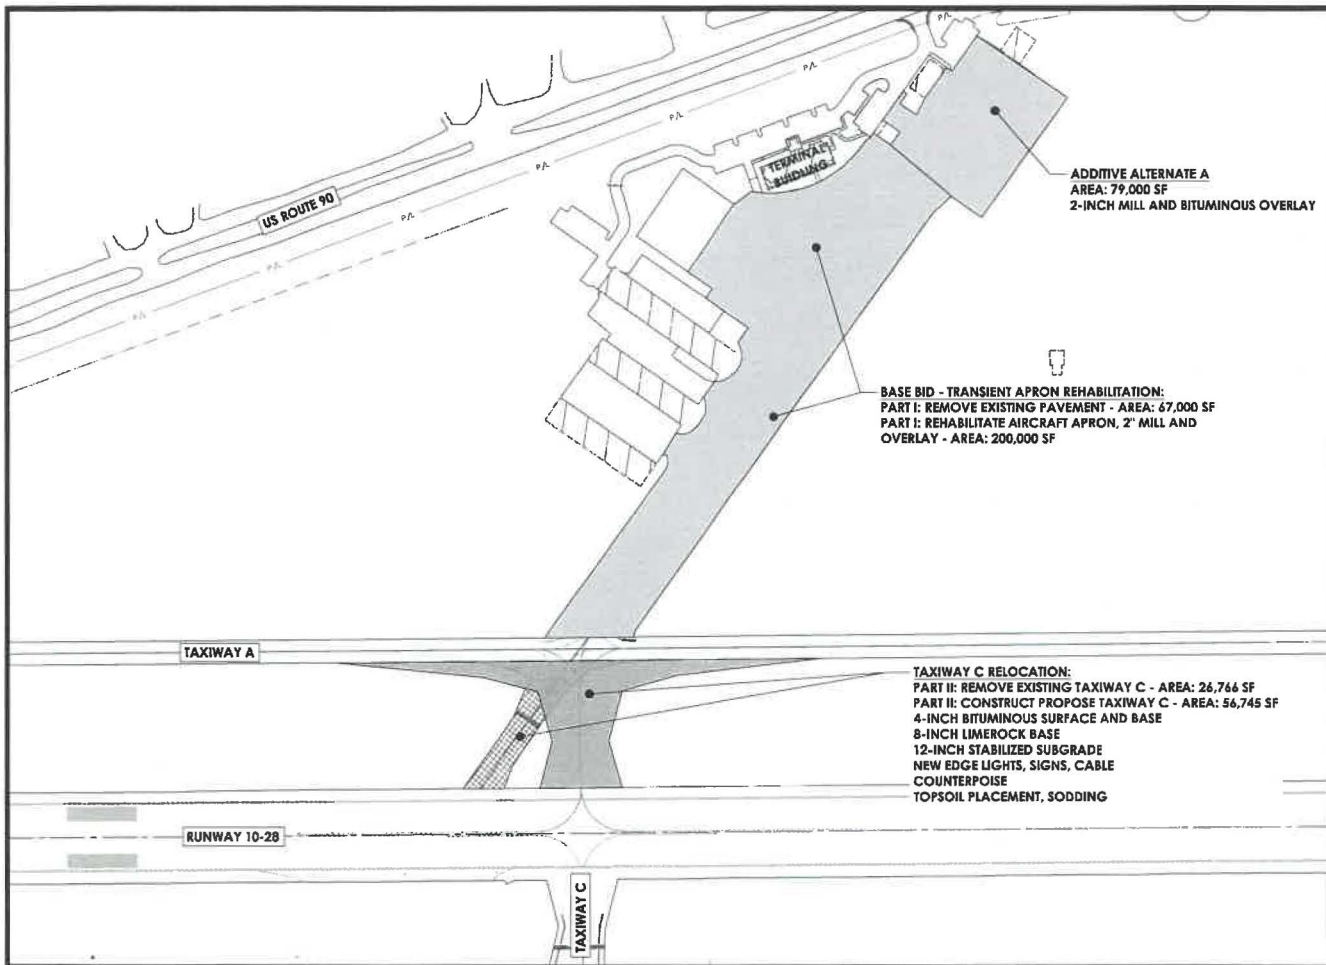 P/L
P/L
P/L
P/L
P/L
P/L
P/L
US ROUTE 90
TERMINAL
BUIDLING
ADDITIVE ALTERNATE A
AREA: 79,000 SF
2-INCH MILL AND BITUMINOUS OVERLAY
BASE BID - TRANSIENT APRON REHABILITATION:
PART I: REMOVE EXISTING PAVEMENT - AREA: 67,000 SF
PART I: REHABILITATE AIRCRAFT APRON, 2" MILL AND
OVERLAY - AREA: 200,000 SF
TAXIWAY A
TAXIWAY C RELOCATION:
PART II: REMOVE EXISTING TAXIWAY C - AREA: 26,766 SF
PART II: CONSTRUCT PROPOSE TAXIWAY C - AREA: 56,745 SF
4-INCH BITUMINOUS SURFACE AND BASE
8-INCH LIMEROCK BASE
12-INCH STABILIZED SUBGRADE
NEW EDGE LIGHTS, SIGNS, CABLE
COUNTERPOISE
TOPSOIL PLACEMENT, SODDING
RUNWAY 10-28
TAXIWAY C